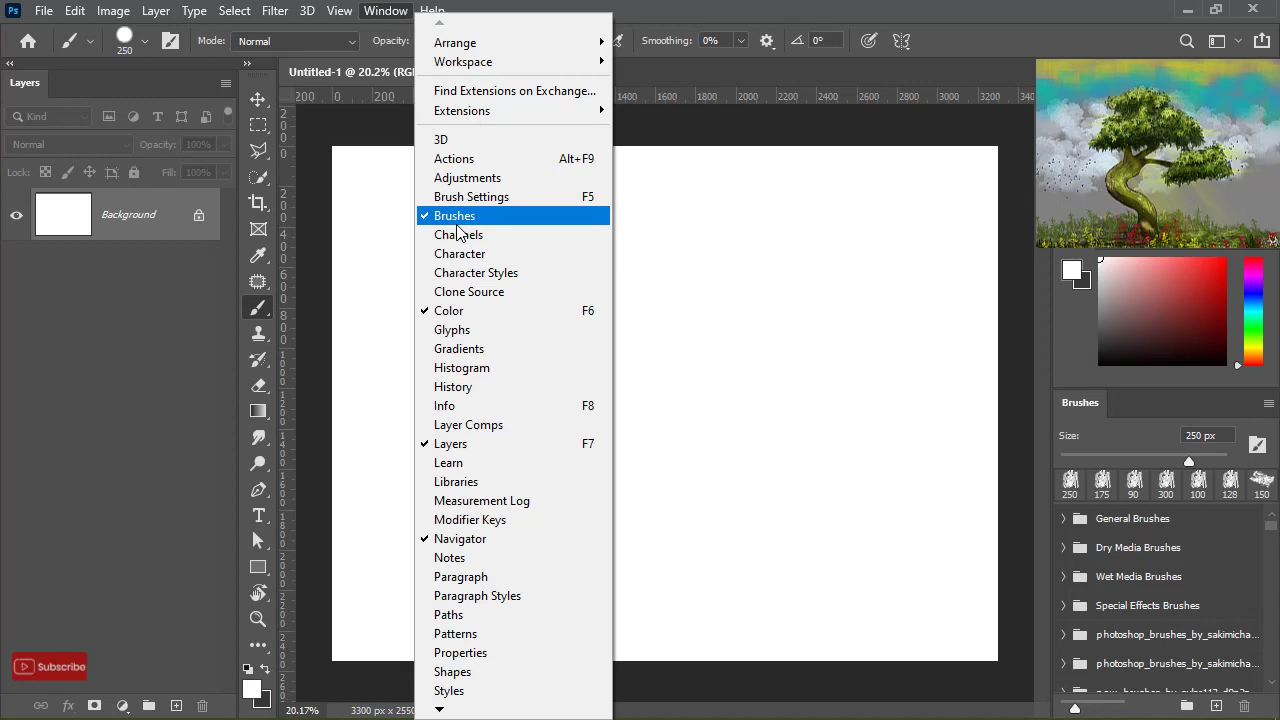 Ps File Edit Image Layer Type Select Filter 3D View Window Help
250 Mode: Normal Opacity: Smoothing: 0% 0°
Layers
Untitled-1 @ 20.2% (RG
200 0 200 1400 1600 1800 2000 2200 2400 2600 2800 3000 3200
Kind
Normal Opacity: 100%
Lock: Fill: 100%
Background
Arrange
Workspace
Find Extensions on Exchange...
Extensions
3D
Actions Alt+F9
Adjustments
Brush Settings F5
Brushes
Channels
Character
Character Styles
Clone Source
Color F6
Glyphs
Gradients
Histogram
History
Info F8
Layer Comps
Layers F7
Learn
Libraries
Measurement Log
Modifier Keys
Navigator
Notes
Paragraph
Paragraph Styles
Paths
Patterns
Properties
Shapes
Styles
Brushes
Size: 250 px
250 175 90 300 100 128 150
General Brushes
Dry Media Brushes
Wet Media Brushes
Special Effects Brushes
photoshop_brushes_by_sakimicha...
photoshop_brushes_by_sakimicha...
Subscribe
20.17% 3300 px x 2550